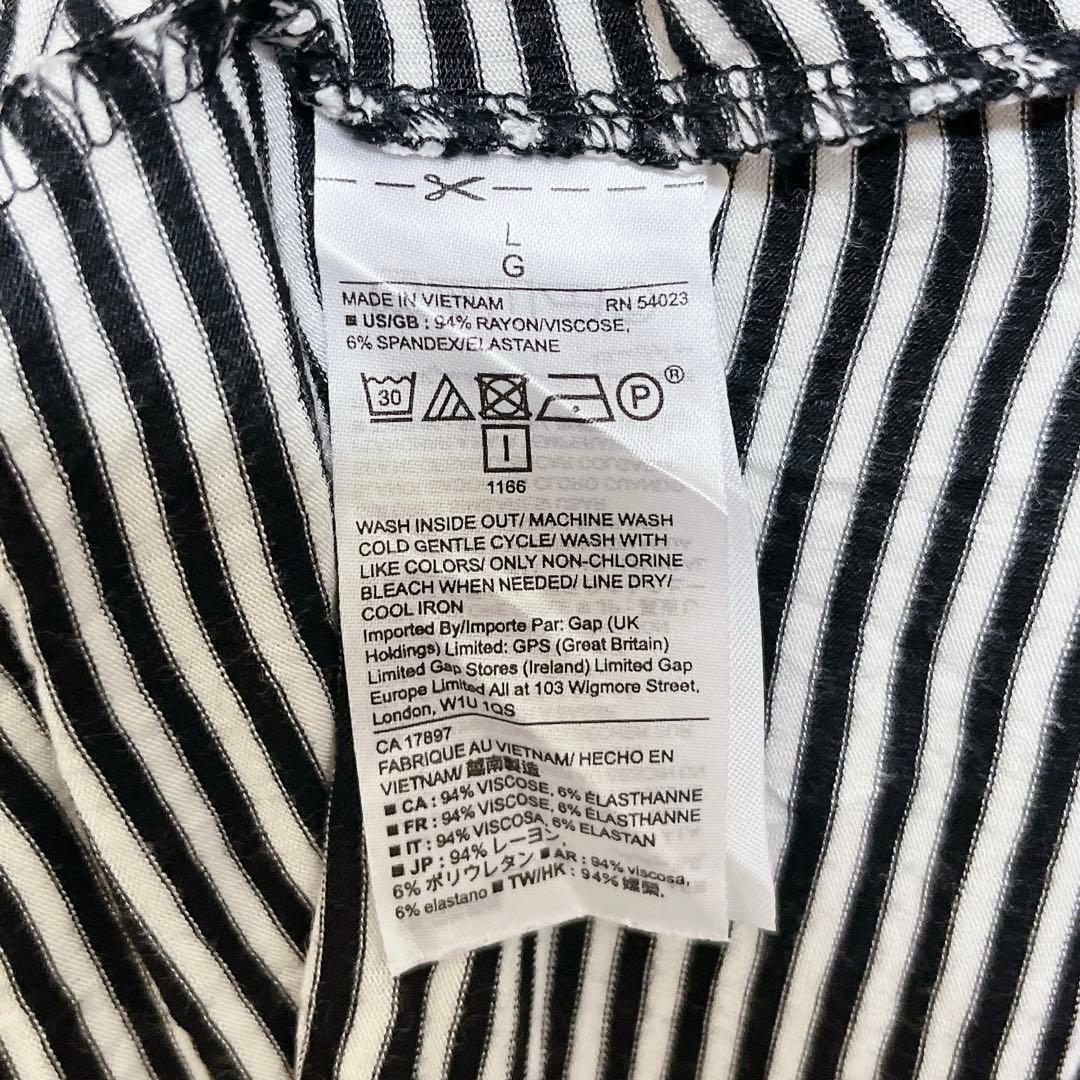 L
G
MADE IN VIETNAM RN 54023
■ US/GB : 94% RAYON/VISCOSE,
6% SPANDEX/ELASTANE
30 P ®
I
1166
WASH INSIDE OUT/ MACHINE WASH
COLD GENTLE CYCLE/ WASH WITH
LIKE COLORS/ ONLY NON-CHLORINE
BLEACH WHEN NEEDED/ LINE DRY/
COOL IRON
Imported By/Importe Par: Gap (UK
Holdings) Limited: GPS (Great Britain)
Limited Gap Stores (Ireland) Limited Gap
Europe Limited All at 103 Wigmore Street,
London, W1U 1QS
CA 17897
FABRIQUE AU VIETNAM/ HECHO EN
VIETNAM/ 越南製造
■ CA : 94% VISCOSE, 6% ÉLASTHANNE
■ FR : 94% VISCOSE, 6% ÉLASTHANNE
■ IT : 94% VISCOSA, 6% ELASTAN
■ JP : 94% レーヨン,
6% ポリウレタン ■ AR : 94% viscosa,
6% elastano ■ TW/HK : 94% 嫘縈,